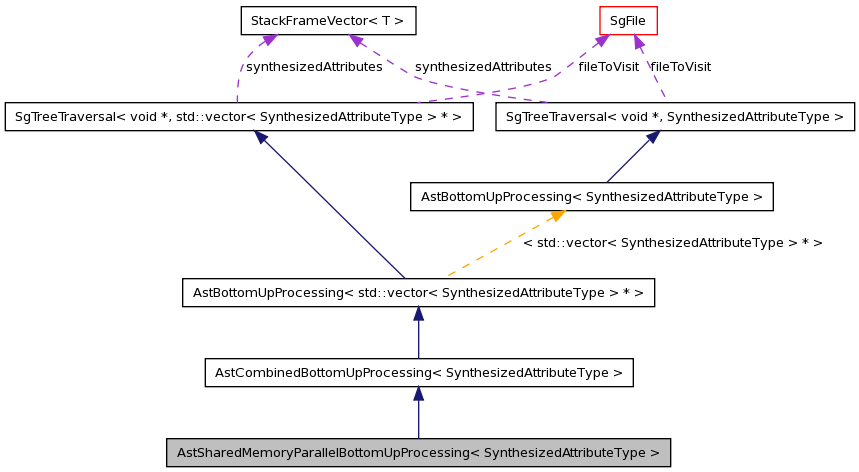 StackFrameVector< T >
SgFile
synthesizedAttributes
synthesizedAttributes
fileToVisit
fileToVisit
SgTreeTraversal< void *, std::vector< SynthesizedAttributeType > * >
SgTreeTraversal< void *, SynthesizedAttributeType >
AstBottomUpProcessing< SynthesizedAttributeType >
< std::vector< SynthesizedAttributeType > * >
AstBottomUpProcessing< std::vector< SynthesizedAttributeType > * >
AstCombinedBottomUpProcessing< SynthesizedAttributeType >
AstSharedMemoryParallelBottomUpProcessing< SynthesizedAttributeType >